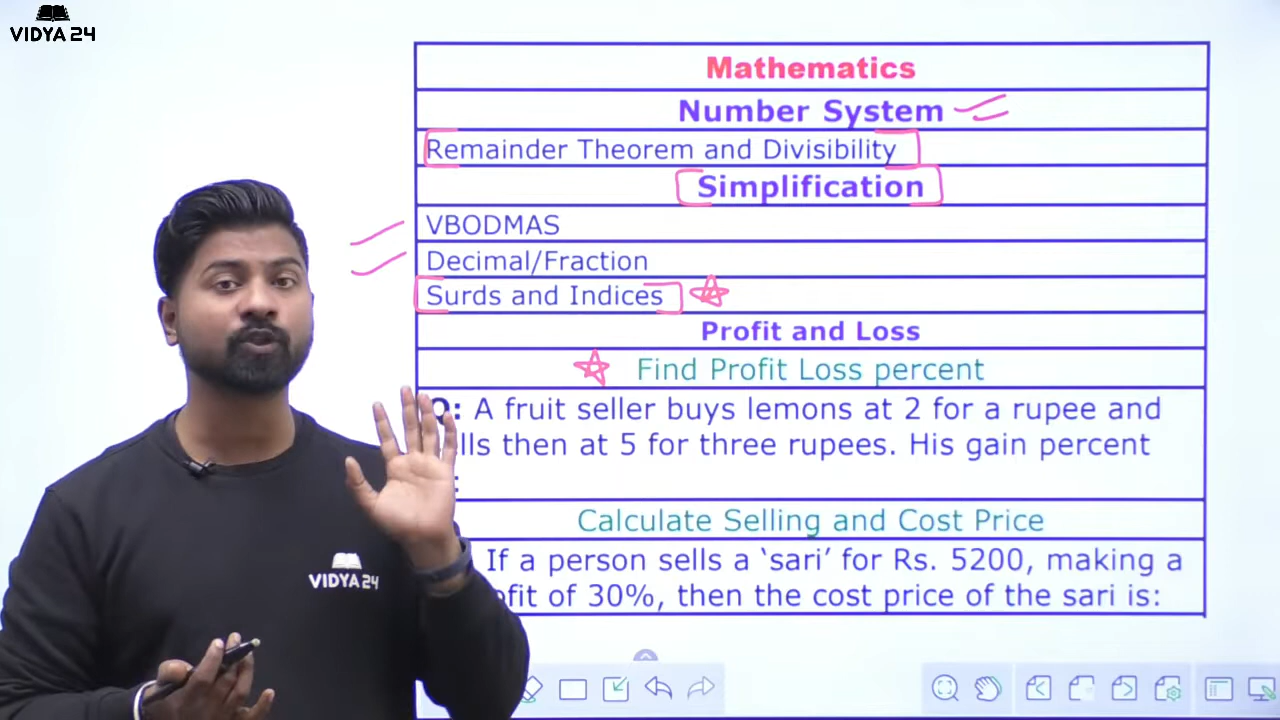 VIDYA 24
Mathematics
Number System
Remainder Theorem and Divisibility
Simplification
VBODMAS
Decimal/Fraction
Surds and Indices
Profit and Loss
Find Profit Loss percent
Q: A fruit seller buys lemons at 2 for a rupee and
lls then at 5 for three rupees. His gain percent
:
Calculate Selling and Cost Price
If a person sells a ‘sari’ for Rs. 5200, making a
fit of 30%, then the cost price of the sari is:
VIDYA 24